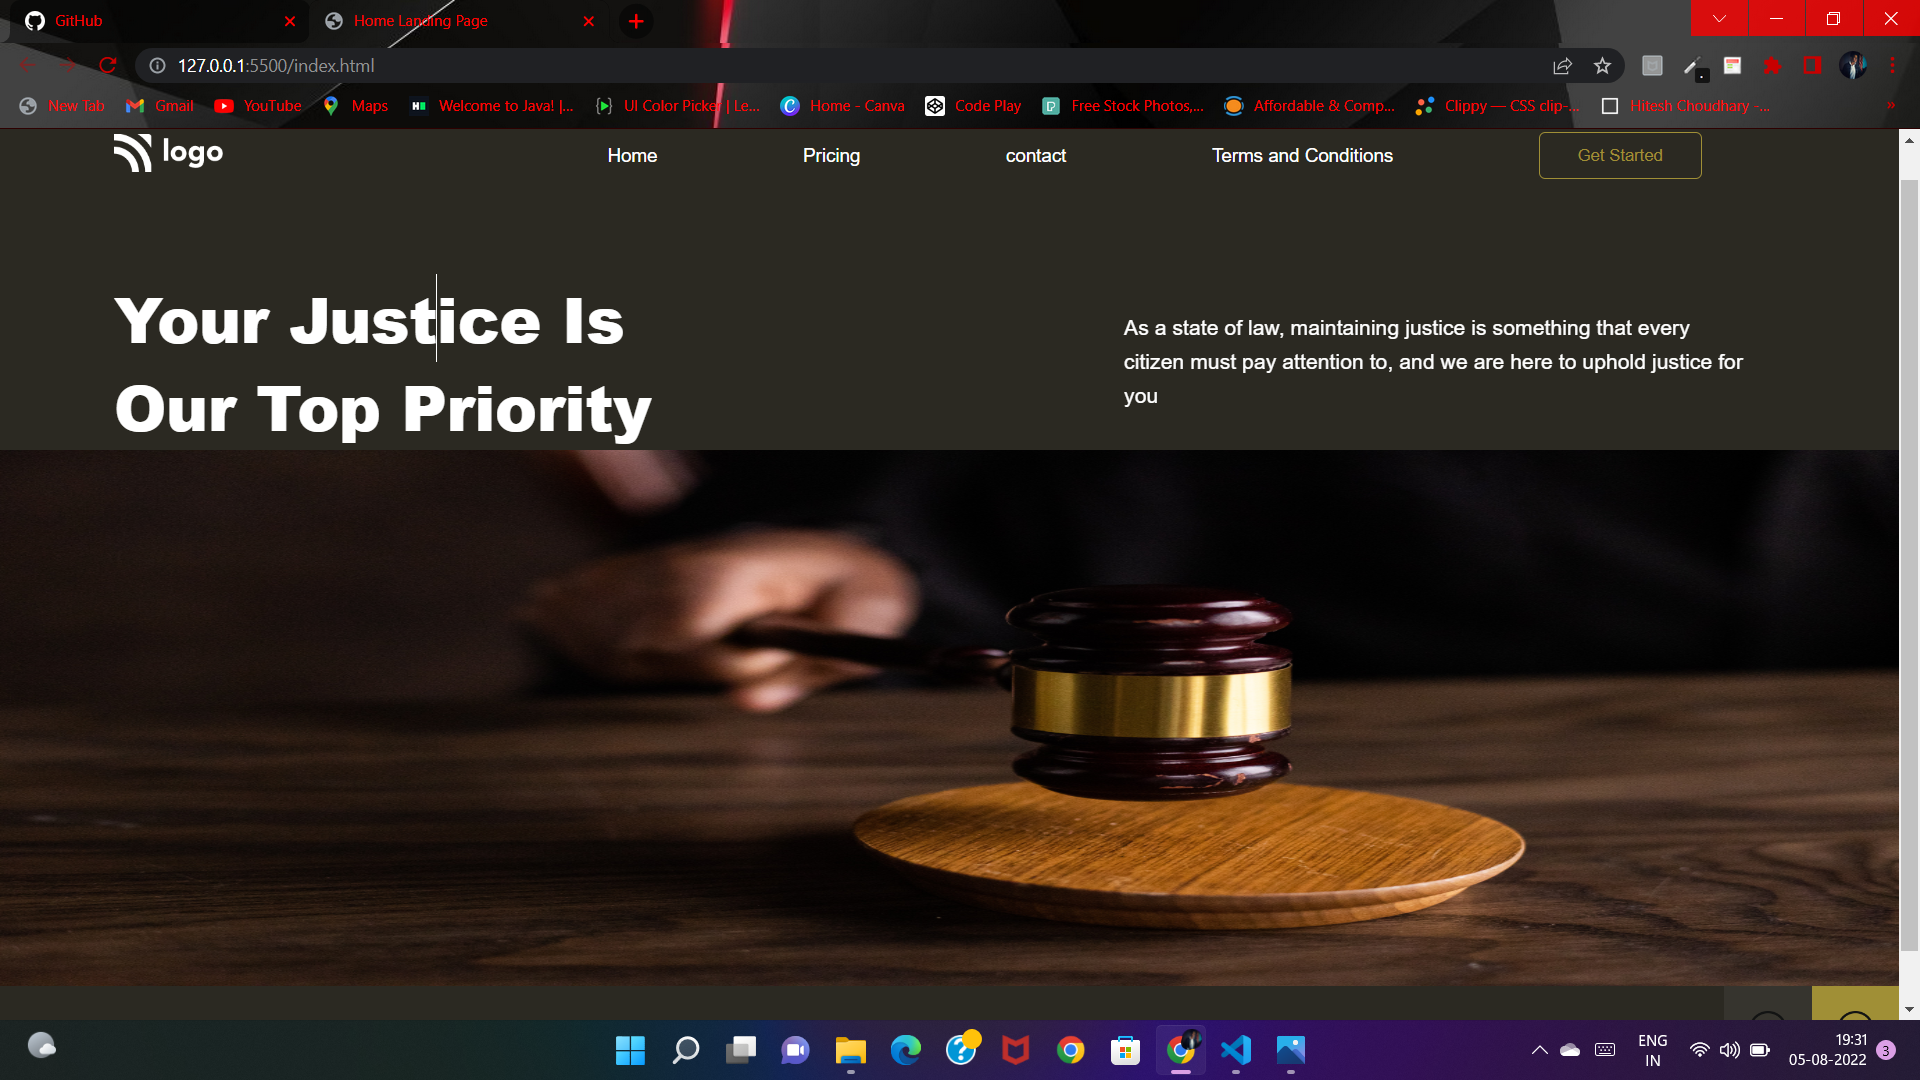 GitHub
Home Landing Page
127.0.0.1:5500/index.html
New Tab
Gmail
YouTube
Maps
Welcome to Java! |...
UI Color Picker | Le...
Home - Canva
Code Play
Free Stock Photos,...
Affordable & Comp...
Clippy — CSS clip-...
Hitesh Choudhary -...
logo
Home
Pricing
contact
Terms and Conditions
Get Started
Your Justice Is
Our Top Priority
As a state of law, maintaining justice is something that every
citizen must pay attention to, and we are here to uphold justice for
you
ENG
IN
19:31
05-08-2022
3